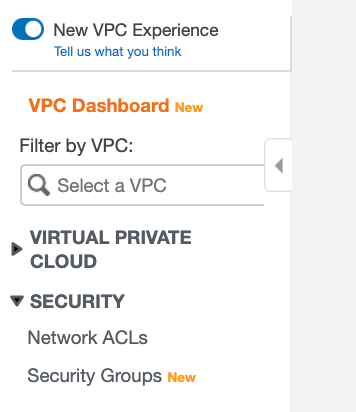 New VPC Experience
Tell us what you think
VPC Dashboard New
Filter by VPC:
Select a VPC
VIRTUAL PRIVATE
CLOUD
SECURITY
Network ACLs
Security Groups New